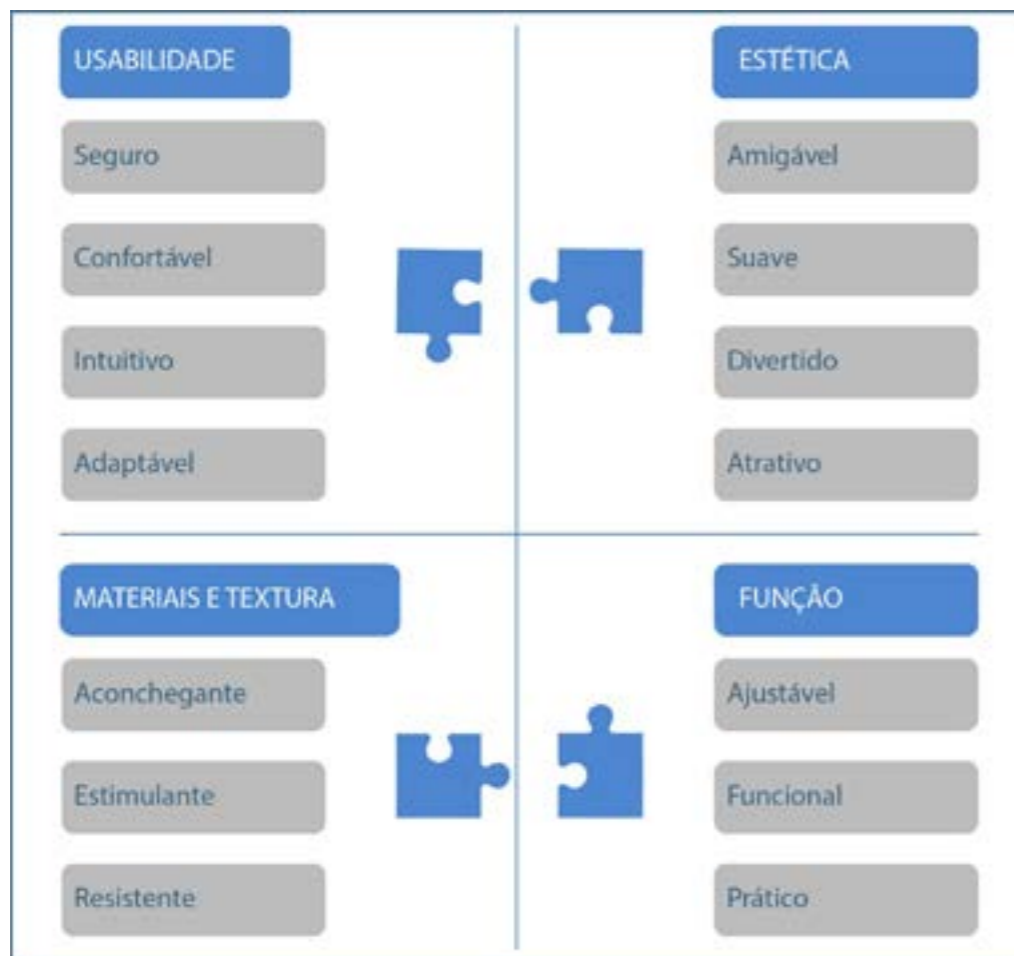 USABILIDADE
Seguro
Confortável
Intuitivo
Adaptável
ESTÉTICA
Amigável
Suave
Divertido
Atrativo
MATERIAIS E TEXTURA
Aconchegante
Estimulante
Resistente
FUNÇÃO
Ajustável
Funcional
Prático